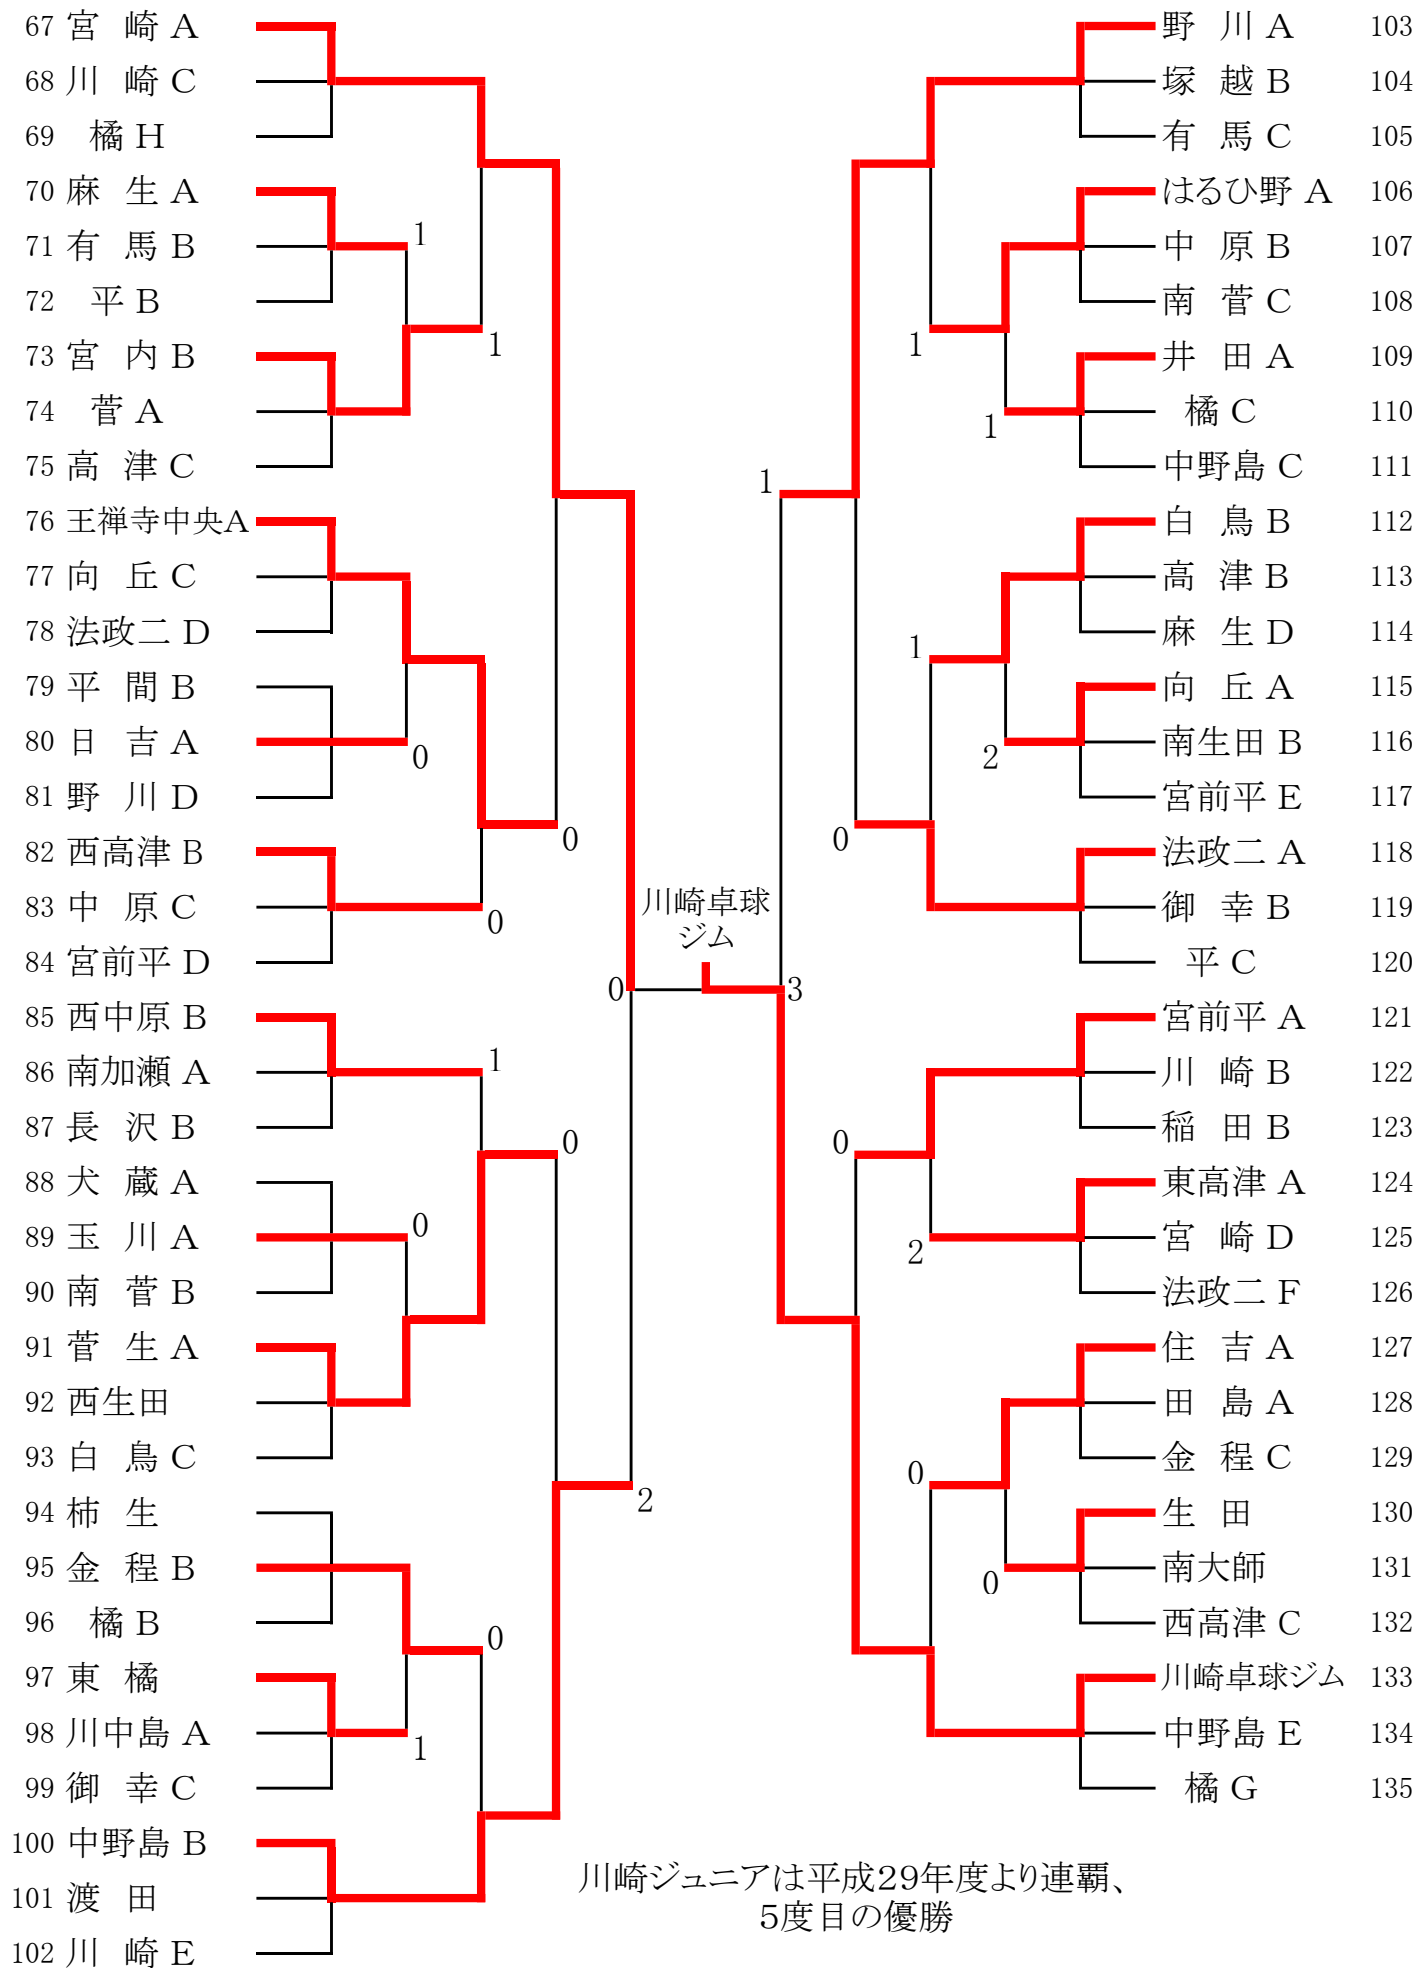 67 宮 崎 A
68 川 崎 C
69 橘 H
70 麻 生 A
71 有 馬 B
72 平 B
73 宮 内 B
74 菅 A
75 高 津 C
76 王禅寺中央A
77 向 丘 C
78 法政二 D
79 平 間 B
80 日 吉 A
81 野 川 D
82 西高津 B
83 中 原 C
84 宮前平 D
85 西中原 B
86 南加瀬 A
87 長 沢 B
88 犬 蔵 A
89 玉 川 A
90 南 菅 B
91 菅 生 A
92 西生田
93 白 鳥 C
94 柿 生
95 金 程 B
96 橘 B
97 東 橘
98 川中島 A
99 御 幸 C
100 中野島 B
101 渡 田
102 川 崎 E
1
1
0
0
0
0
1
0
0
2
0
1
川崎卓球
ジム
3
1
1
1
1
2
0
0
2
0
0
野 川 A 103
塚 越 B 104
有 馬 C 105
はるひ野 A 106
中 原 B 107
南 菅 C 108
井 田 A 109
橘 C 110
中野島 C 111
白 鳥 B 112
高 津 B 113
麻 生 D 114
向 丘 A 115
南生田 B 116
宮前平 E 117
法政二 A 118
御 幸 B 119
平 C 120
宮前平 A 121
川 崎 B 122
稲 田 B 123
東高津 A 124
宮 崎 D 125
法政二 F 126
住 吉 A 127
田 島 A 128
金 程 C 129
生 田 130
南大師 131
西高津 C 132
川崎卓球ジム 133
中野島 E 134
橘 G 135
川崎ジュニアは平成29年度より連覇、
5度目の優勝